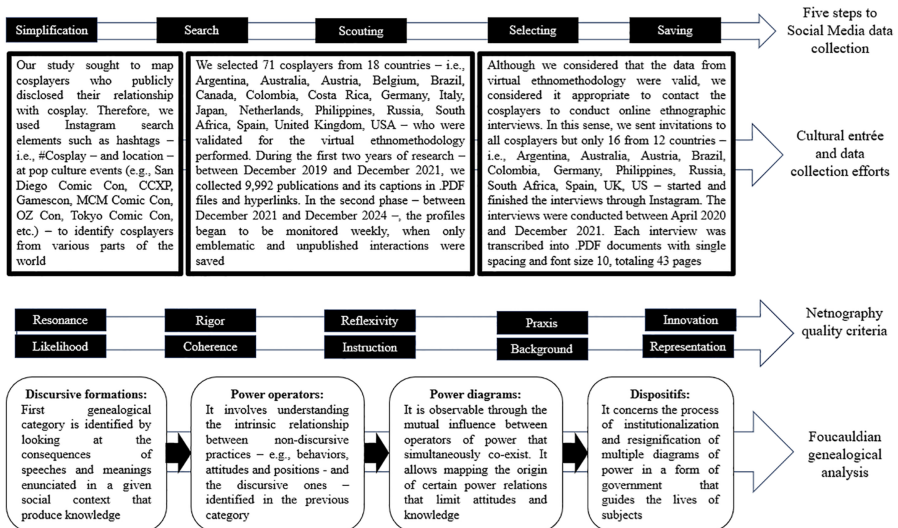 Simplification
Search
Scouting
Selecting
Saving
Five steps to
Social Media data
collection
Our study sought to map
cosplayers who publicly
disclosed their relationship
with cosplay. Therefore, we
used Instagram search
elements such as hashtags –
i.e., #Cosplay – and location –
at pop culture events (e.g., San
Diego Comic Con, CCXP,
Gamescon, MCM Comic Con,
OZ Con, Tokyo Comic Con,
etc.) – to identify cosplayers
from various parts of the
world
We selected 71 cosplayers from 18 countries – i.e.,
Argentina, Australia, Austria, Belgium, Brazil,
Canada, Colombia, Costa Rica, Germany, Italy,
Japan, Netherlands, Philippines, Russia, South
Africa, Spain, United Kingdom, USA – who were
validated for the virtual ethnomethodology
performed. During the first two years of research –
between December 2019 and December 2021, we
collected 9,992 publications and its captions in .PDF
files and hyperlinks. In the second phase – between
December 2021 and December 2024 –, the profiles
began to be monitored weekly, when only
emblematic and unpublished interactions were
saved
Although we considered that the data from
virtual ethnomethodology were valid, we
considered it appropriate to contact the
cosplayers to conduct online ethnographic
interviews. In this sense, we sent invitations to
all cosplayers but only 16 from 12 countries –
i.e., Argentina, Australia, Austria, Brazil,
Colombia, Germany, Philippines, Russia,
South Africa, Spain, UK, US – started and
finished the interviews through Instagram. The
interviews were conducted between April 2020
and December 2021. Each interview was
transcribed into .PDF documents with single
spacing and font size 10, totaling 43 pages
Cultural entrée
and data
collection efforts
Resonance
Rigor
Reflexivity
Praxis
Innovation
Likelihood
Coherence
Instruction
Background
Representation
Netnography
quality criteria
Discursive formations:
First genealogical
category is identified by
looking at the
consequences of
speeches and meanings
enunciated in a given
social context that
produce knowledge
Power operators:
It involves understanding
the intrinsic relationship
between non-discursive
practices – e.g., behaviors,
attitudes and positions - and
the discursive ones –
identified in the previous
category
Power diagrams:
It is observable through the
mutual influence between
operators of power that
simultaneously co-exist. It
allows mapping the origin
of certain power relations
that limit attitudes and
knowledge
Dispositifs:
It concerns the process
of institutionalization
and resignification of
multiple diagrams of
power in a form of
government that
guides the lives of
subjects
Foucauldian
genealogical
analysis